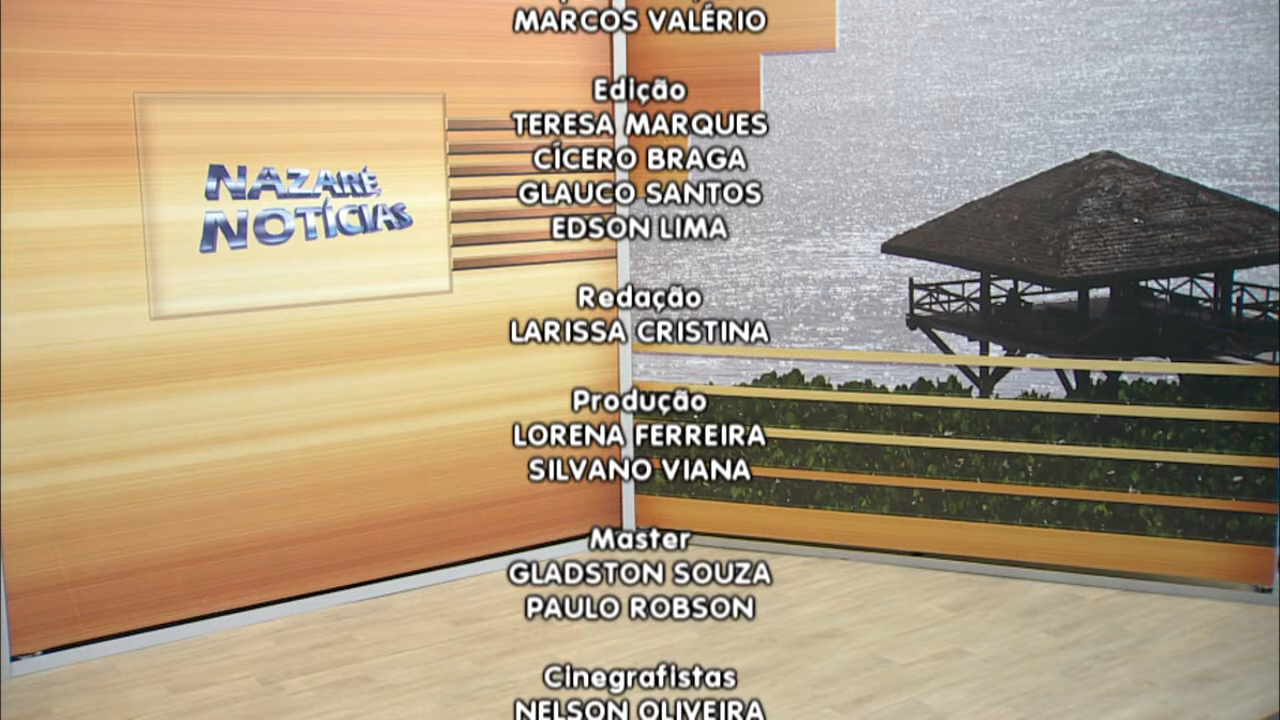 MARCOS VALÉRIO
Edição
TERESA MARQUES
CÍCERO BRAGA
GLAUCO SANTOS
EDSON LIMA
NAZARÉ
NOTÍCIAS
Redação
LARISSA CRISTINA
Produção
LORENA FERREIRA
SILVANO VIANA
Master
GLADSTON SOUZA
PAULO ROBSON
Cinegrafistas
NELSON OLIVEIRA